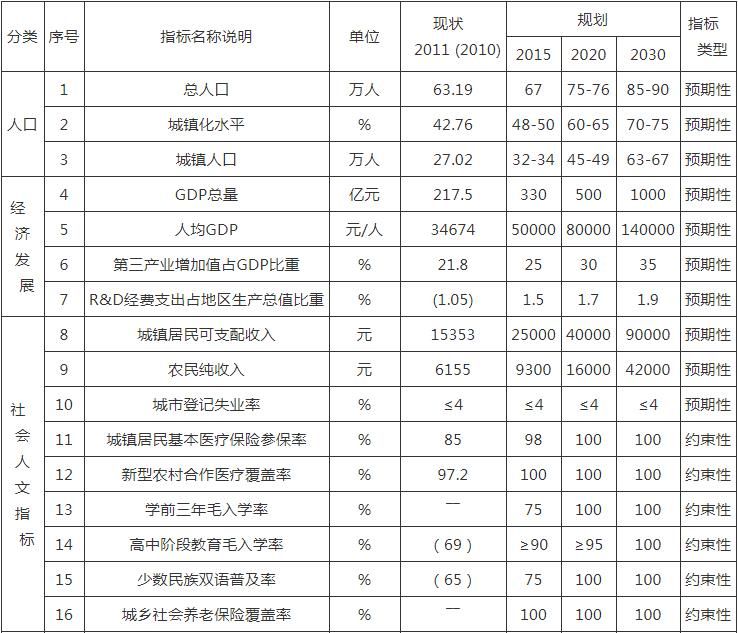 分类 序号 指标名称说明 单位 现状 2011 (2010) 规划 2015 2020 2030 指标类型
人口 1 总人口 万人 63.19 67 75-76 85-90 预期性
2 城镇化水平 % 42.76 48-50 60-65 70-75 预期性
3 城镇人口 万人 27.02 32-34 45-49 63-67 预期性
经济发展 4 GDP总量 亿元 217.5 330 500 1000 预期性
5 人均GDP 元/人 34674 50000 80000 140000 预期性
6 第三产业增加值占GDP比重 % 21.8 25 30 35 预期性
7 R&D经费支出占地区生产总值比重 % (1.05) 1.5 1.7 1.9 预期性
社会人文指标 8 城镇居民可支配收入 元 15353 25000 40000 90000 预期性
9 农民纯收入 元 6155 9300 16000 42000 预期性
10 城市登记失业率 % ≤4 ≤4 ≤4 ≤4 预期性
11 城镇居民基本医疗保险参保率 % 85 98 100 100 约束性
12 新型农村合作医疗覆盖率 % 97.2 100 100 100 约束性
13 学前三年毛入学率 % — 75 100 100 约束性
14 高中阶段教育毛入学率 % ( 69 ) ≥90 ≥95 100 约束性
15 少数民族双语普及率 % ( 65 ) 75 100 100 约束性
16 城乡社会养老保险覆盖率 % — 100 100 100 约束性